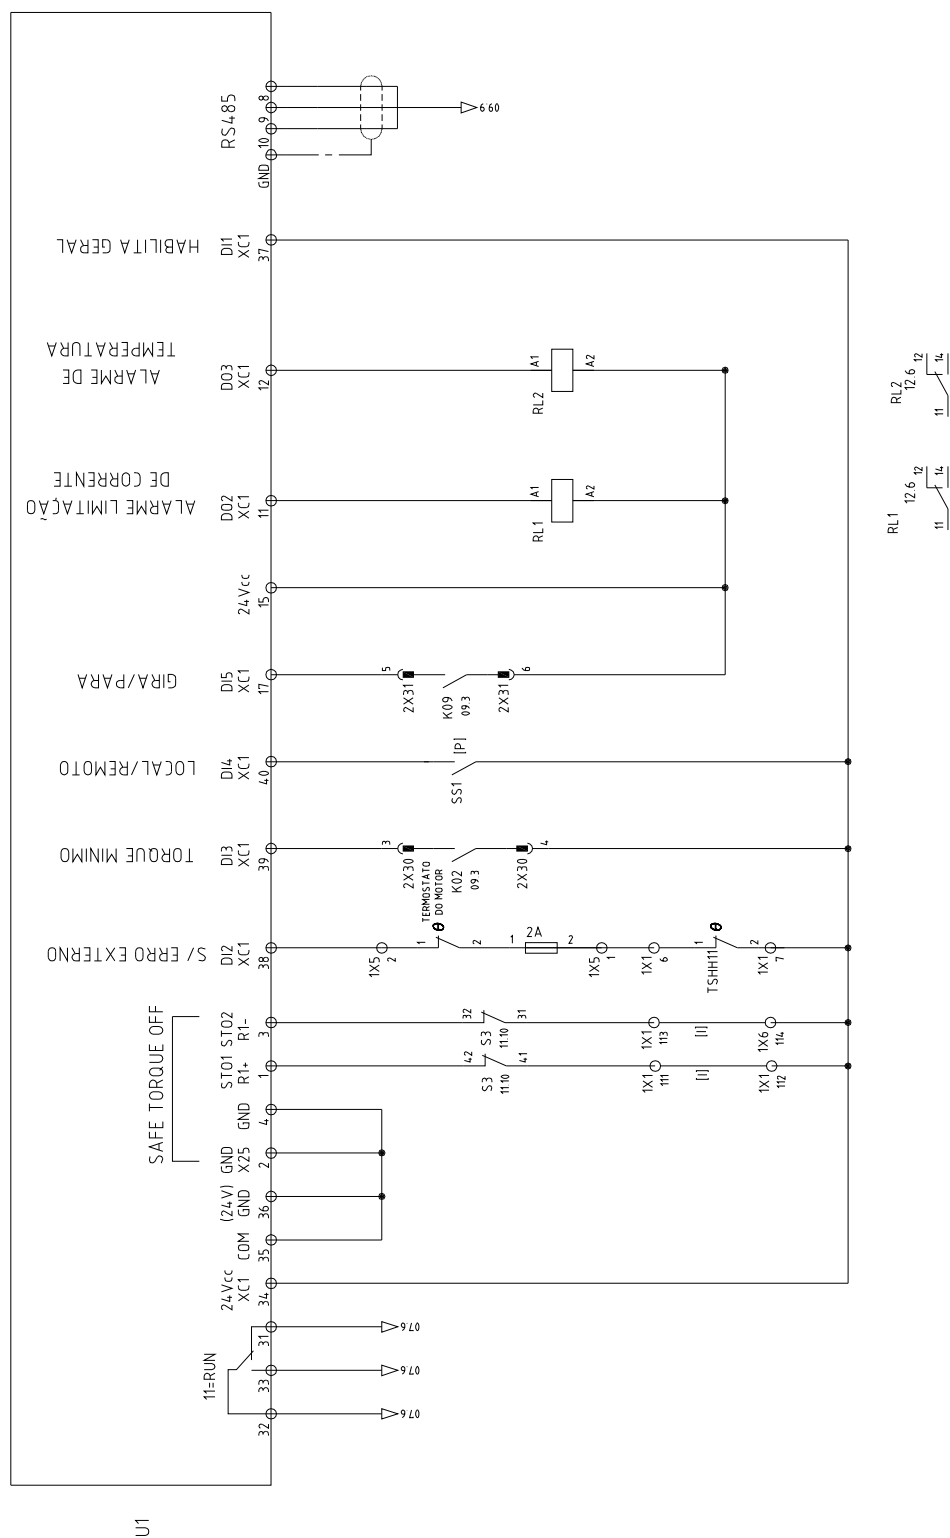 U1
11=RUN
32
33
31
07.6
07.6
07.6
24Vcc
XC1
34
COM
35
(24V)
GND
36
GND
X25
2
GND
4
SAFE TORQUE OFF
STO1
R1+
1
42
S3
11.10
41
1X1
111
[I]
1X1
112
STO2
R1-
3
32
S3
11.10
31
1X1
113
[I]
1X6
114
S/ ERRO EXTERNO
DI2
XC1
38
1X5
2
TERMOSTATO
DO MOTOR
1
θ
2
1
2A
2
1X5
1
1X1
6
TSHH11
1
θ
1X1
2
7
TORQUE MINIMO
DI3
XC1
39
3
2X30
K02
09.3
2X30
4
LOCAL/REMOTO
DI4
XC1
40
SS1
[P]
GIRA/PARA
DI5
XC1
17
5
2X31
K09
09.3
2X31
6
24Vcc
15
ALARME LIMITAÇÃO
DE CORRENTE
DO2
XC1
11
RL1
A1
A2
ALARME DE
TEMPERATURA
DO3
XC1
12
RL2
A1
A2
HABILITA GERAL
DI1
XC1
37
RS485
GND
10
9
8
09.9
RL1
12.6
11
12
14
RL2
12.6
11
12
14